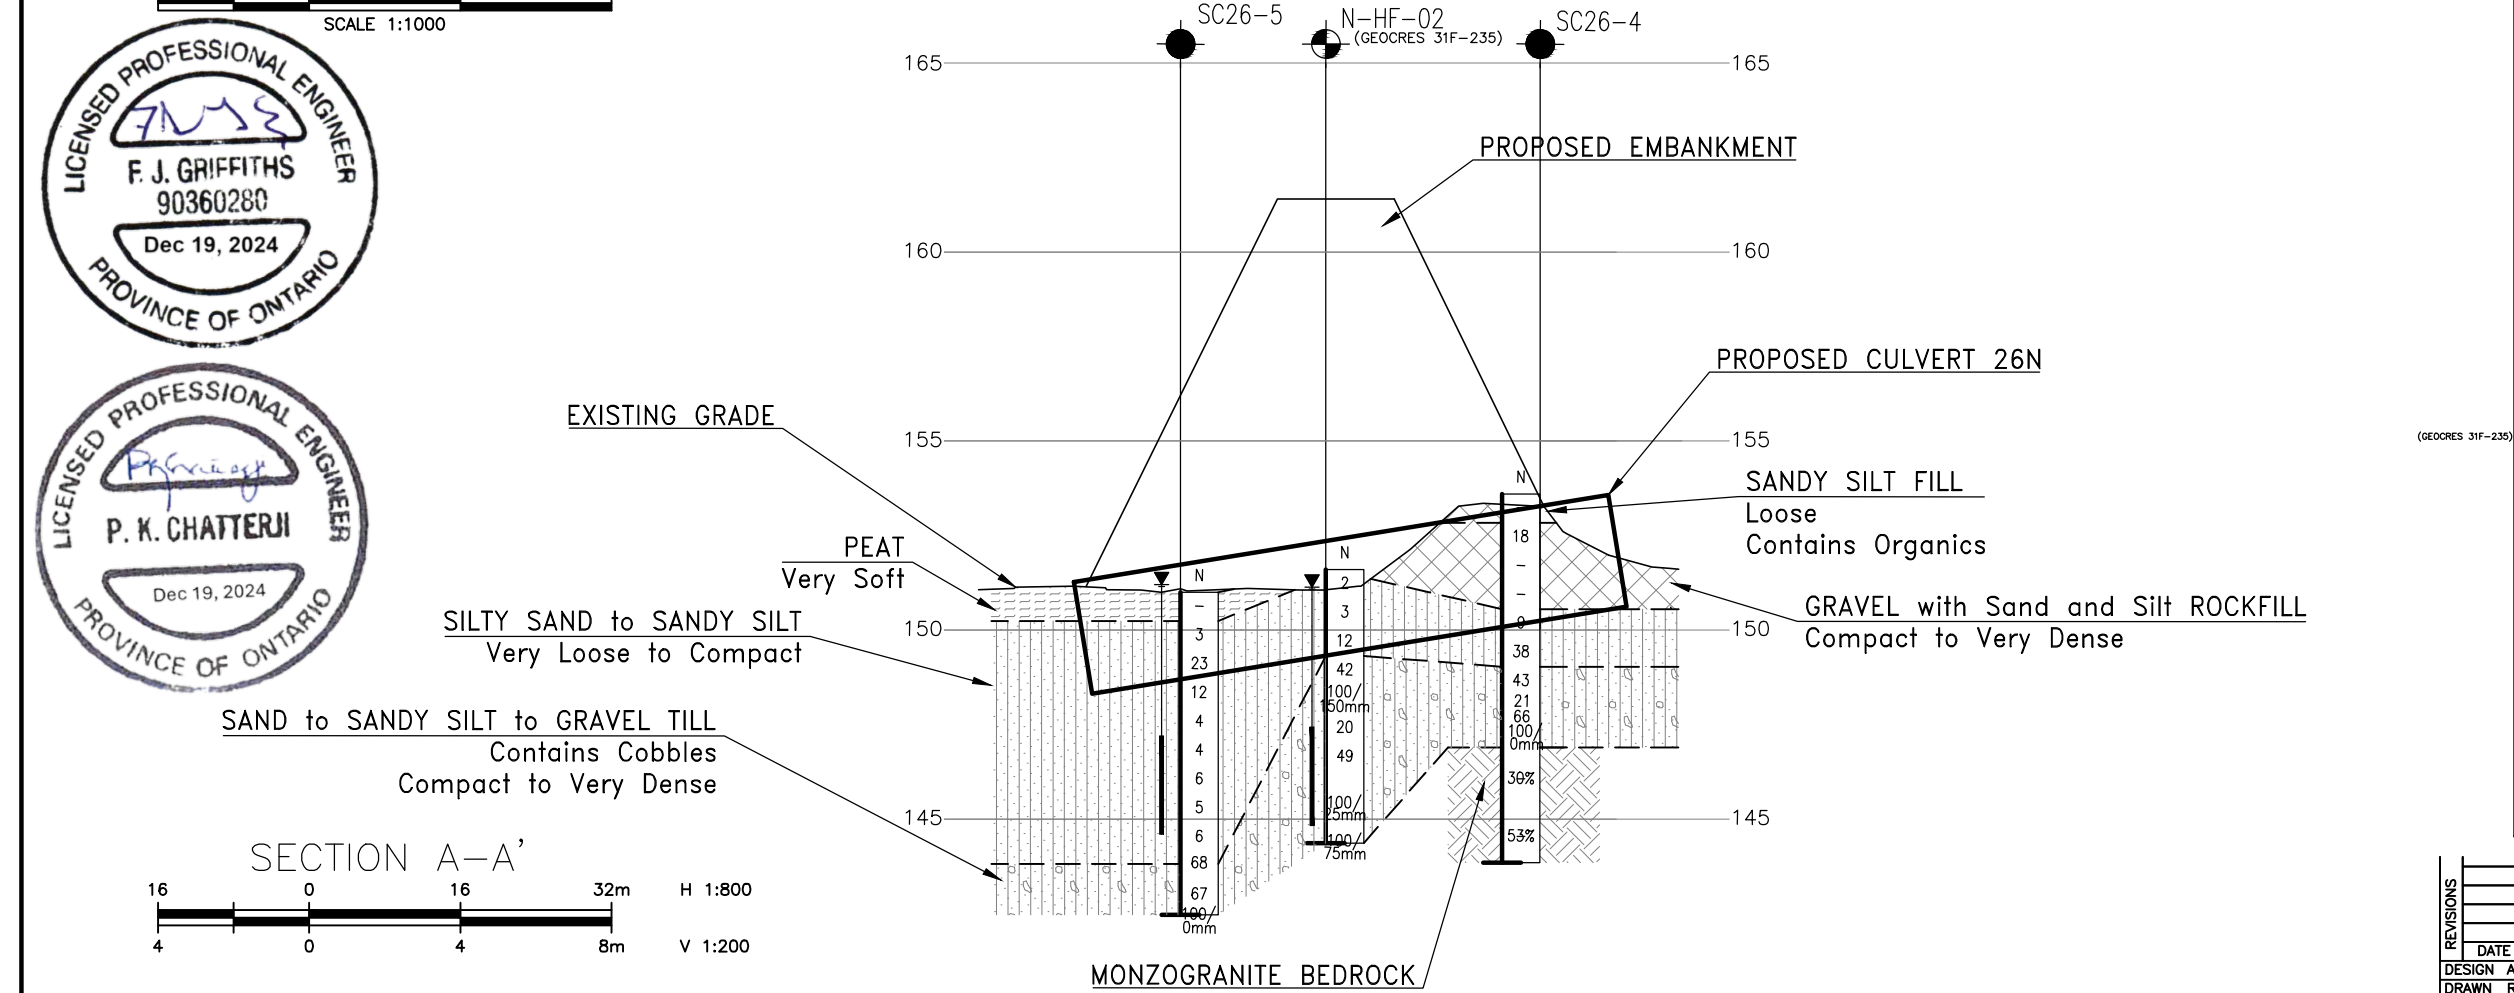 SCALE 1:1000
LICENSED PROFESSIONAL ENGINEER
F. J. GRIFFITHS
90360280
Dec 19, 2024
PROVINCE OF ONTARIO
LICENSED PROFESSIONAL ENGINEER
P. K. CHATTERJI
Dec 19, 2024
PROVINCE OF ONTARIO
SC26-5
N-HF-02
(GEOCRES 31F-235)
SC26-4
165
165
PROPOSED EMBANKMENT
160
160
PROPOSED CULVERT 26N
EXISTING GRADE
155
155
(GEOCRES 31F-235)
SANDY SILT FILL
Loose
Contains Organics
PEAT
Very Soft
GRAVEL with Sand and Silt ROCKFILL
Compact to Very Dense
SILTY SAND to SANDY SILT
Very Loose to Compact
150
150
SAND to SANDY SILT to GRAVEL TILL
Contains Cobbles
Compact to Very Dense
145
145
N
-
3
23
12
4
4
6
5
6
68
67
100/
0mm
N
2
3
12
42
100/
150mm
20
49
100/
25mm
100/
75mm
N
18
-
-
9
38
43
21
66
100/
0mm
30%
53%
MONZOGRANITE BEDROCK
SECTION A-A'
16 0 16 32m H 1:800
4 0 4 8m V 1:200
REVISIONS
DATE
DESIGN A
DRAWN R